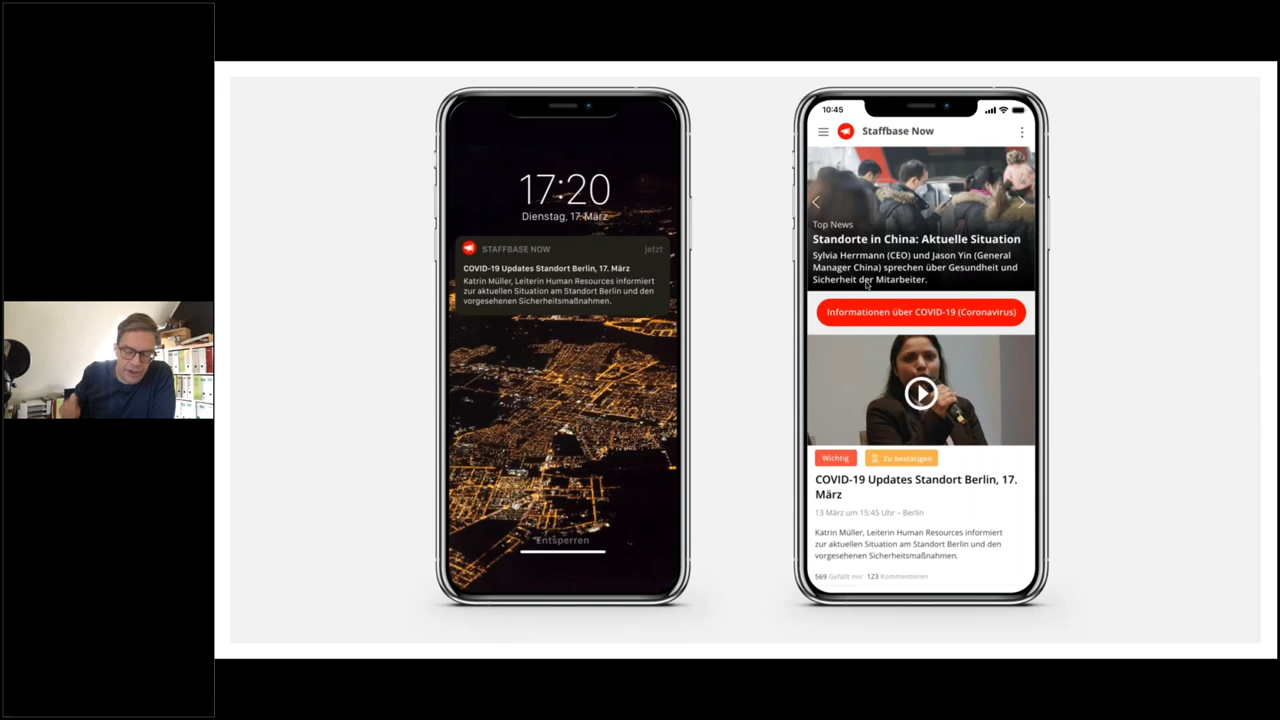 17:20
Dienstag, 17. März
STAFFBASE NOW
jetzt
COVID-19 Updates Standort Berlin, 17. März
Katrin Müller, Leiterin Human Resources informiert
zur aktuellen Situation am Standort Berlin und den
vorgesehenen Sicherheitsmaßnahmen.
Entsperren
10:45
Staffbase Now
Top News
Standorte in China: Aktuelle Situation
Sylvia Herrmann (CEO) und Jason Yin (General
Manager China) sprechen über Gesundheit und
Sicherheit der Mitarbeiter.
Informationen über COVID-19 (Coronavirus)
Wichtig
Zu bestätigen
COVID-19 Updates Standort Berlin, 17.
März
13 März um 15:45 Uhr – Berlin
Katrin Müller, Leiterin Human Resources informiert
zur aktuellen Situation am Standort Berlin und den
vorgesehenen Sicherheitsmaßnahmen.
569 Gefällt mir 123 Kommentieren